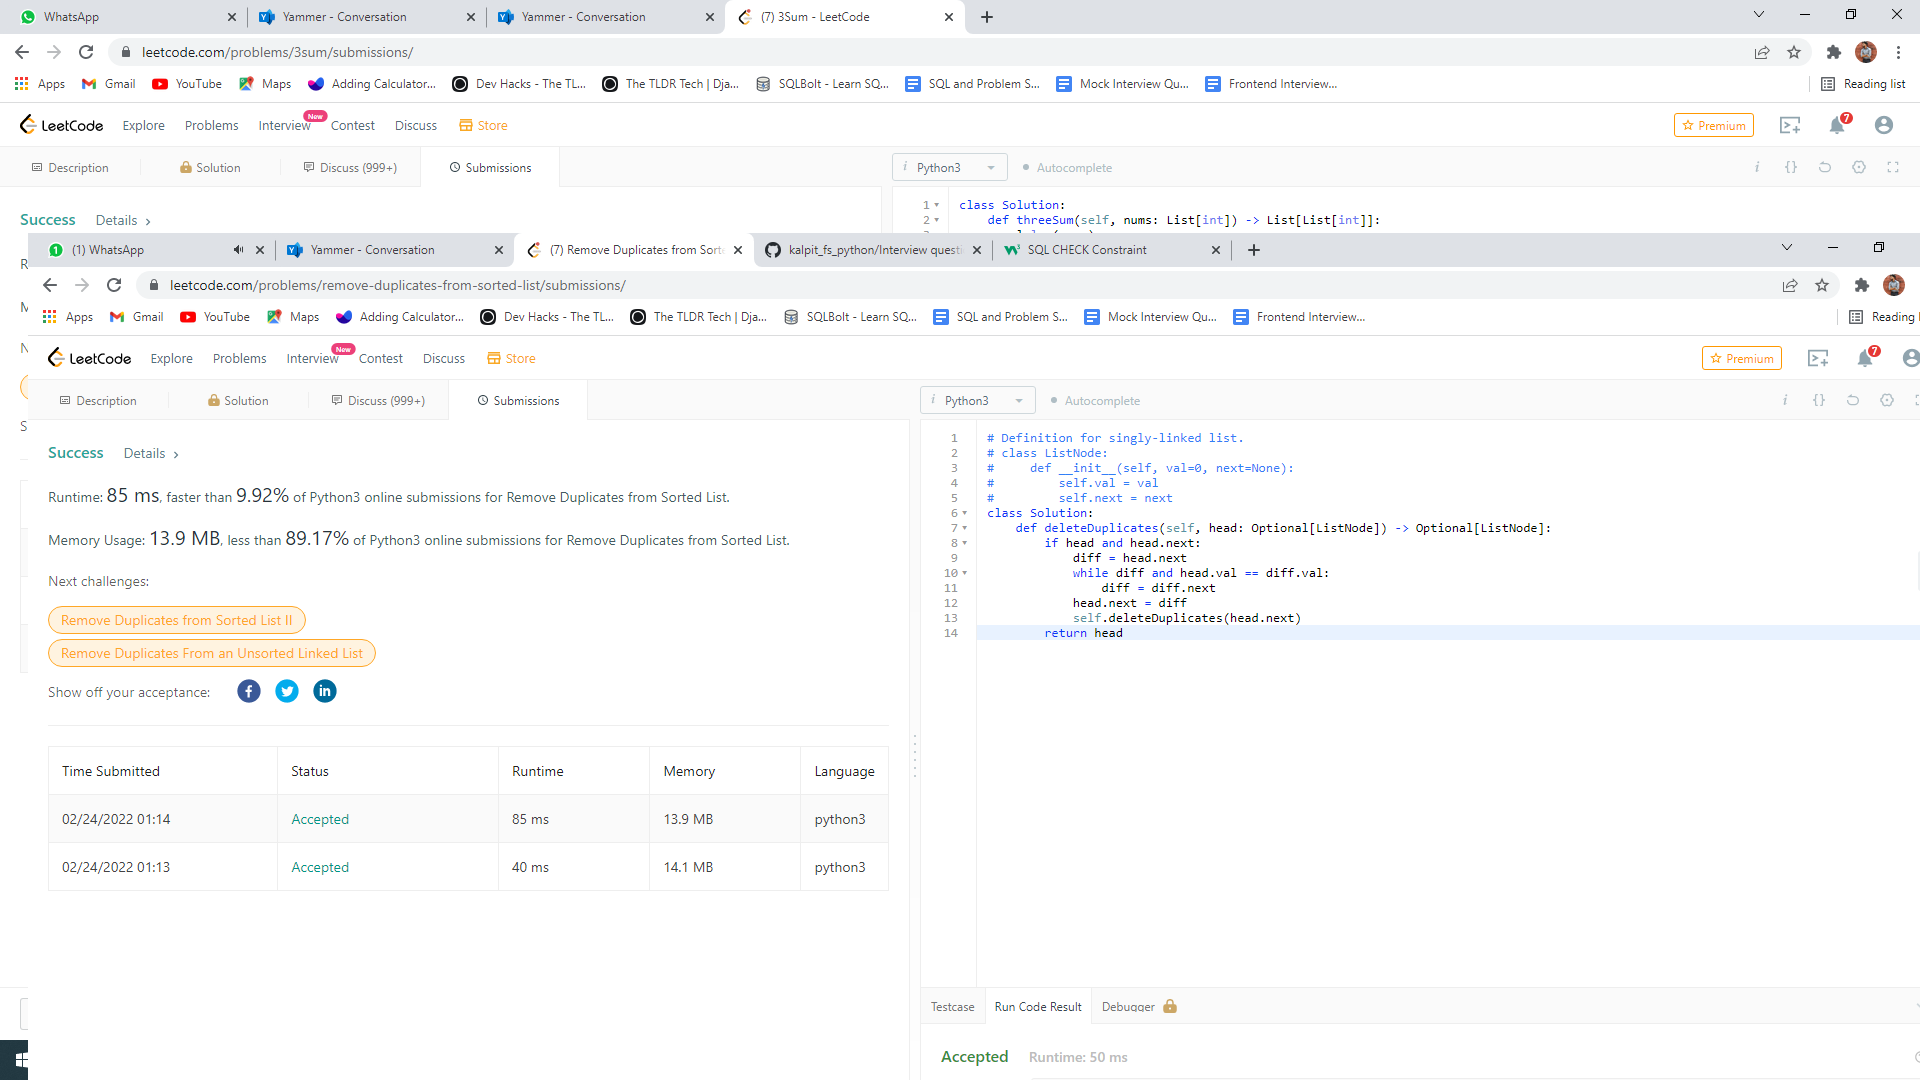 WhatsApp
Yammer - Conversation
Yammer - Conversation
(7) 3Sum - LeetCode
leetcode.com/problems/3sum/submissions/
Apps
Gmail
YouTube
Maps
Adding Calculator...
Dev Hacks - The TL...
The TLDR Tech | Dja...
SQLBolt - Learn SQ...
SQL and Problem S...
Mock Interview Qu...
Frontend Interview...
Reading list
LeetCode
Explore
Problems
Interview
New
Contest
Discuss
Store
Premium
7
Description
Solution
Discuss (999+)
Submissions
i Python3
Autocomplete
i {}
Success
Details >
1 class Solution:
2 def threeSum(self, nums: List[int]) -> List[List[int]]:
(1) WhatsApp
Yammer - Conversation
(7) Remove Duplicates from Sorte
kalpit_fs_python/Interview questi
SQL CHECK Constraint
leetcode.com/problems/remove-duplicates-from-sorted-list/submissions/
Apps
Gmail
YouTube
Maps
Adding Calculator...
Dev Hacks - The TL...
The TLDR Tech | Dja...
SQLBolt - Learn SQ...
SQL and Problem S...
Mock Interview Qu...
Frontend Interview...
Reading
LeetCode
Explore
Problems
Interview
New
Contest
Discuss
Store
Premium
7
Description
Solution
Discuss (999+)
Submissions
i Python3
Autocomplete
i {}
Success
Details >
Runtime: 85 ms, faster than 9.92% of Python3 online submissions for Remove Duplicates from Sorted List.
Memory Usage: 13.9 MB, less than 89.17% of Python3 online submissions for Remove Duplicates from Sorted List.
Next challenges:
Remove Duplicates from Sorted List II
Remove Duplicates From an Unsorted Linked List
Show off your acceptance:
Time Submitted Status Runtime Memory Language
02/24/2022 01:14 Accepted 85 ms 13.9 MB python3
02/24/2022 01:13 Accepted 40 ms 14.1 MB python3
1 # Definition for singly-linked list.
2 # class ListNode:
3 #     def __init__(self, val=0, next=None):
4 #         self.val = val
5 #         self.next = next
6 class Solution:
7     def deleteDuplicates(self, head: Optional[ListNode]) -> Optional[ListNode]:
8         if head and head.next:
9             diff = head.next
10             while diff and head.val == diff.val:
11                 diff = diff.next
12             head.next = diff
13             self.deleteDuplicates(head.next)
14         return head
Testcase
Run Code Result
Debugger
Accepted
Runtime: 50 ms